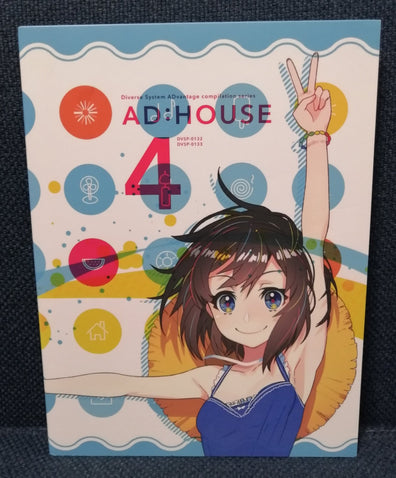 Diverse System ADvantage compilation series
AD:HOUSE
4
DVSP-0132
DVSP-0133